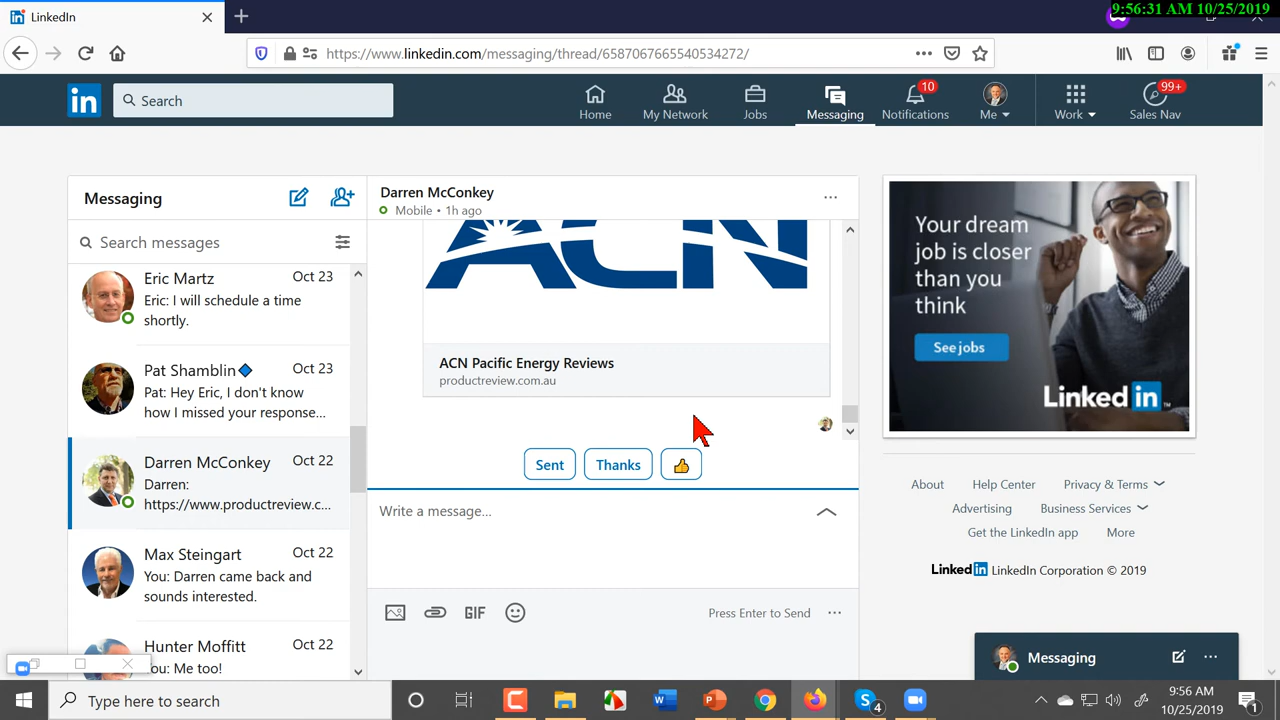 9:56:31 AM 10/25/2019
LinkedIn
https://www.linkedin.com/messaging/thread/6587067665540534272/
in
Search
Home
My Network
Jobs
Messaging
10
Notifications
Me
Work
99+
Sales Nav
Messaging
Search messages
Eric Martz
Oct 23
Eric: I will schedule a time
shortly.
Pat Shamblin
Oct 23
Pat: Hey Eric, I don't know
how I missed your response...
Darren McConkey
Oct 22
Darren:
https://www.productreview.c...
Max Steingart
Oct 22
You: Darren came back and
sounds interested.
Hunter Moffitt
Oct 22
You: Me too!
Darren McConkey
Mobile • 1h ago
ACN
ACN Pacific Energy Reviews
productreview.com.au
Sent
Thanks
Write a message...
GIF
Press Enter to Send
Your dream
job is closer
than you
think
See jobs
Linked in
About
Help Center
Privacy & Terms
Advertising
Business Services
Get the LinkedIn app
More
Linked in LinkedIn Corporation © 2019
Messaging
Type here to search
4
9:56 AM
10/25/2019
1